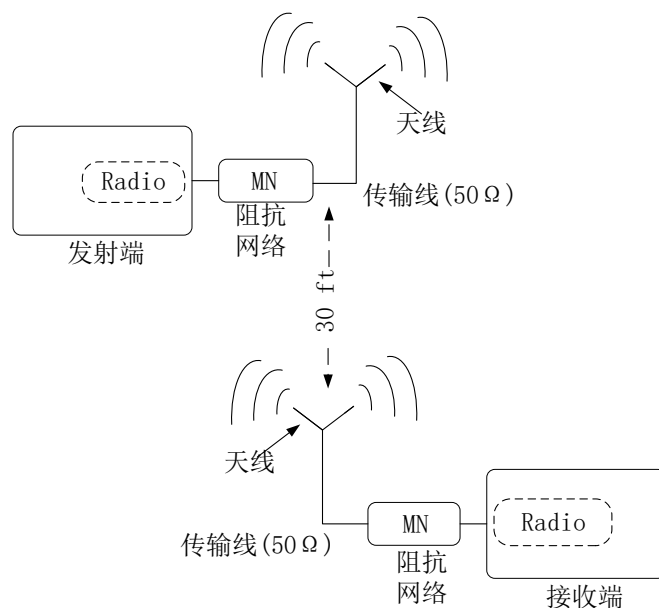 天线
Radio
MN
传输线(50Ω)
阻抗
网络
发射端
30 ft
天线
传输线(50Ω)
MN
Radio
阻抗
网络
接收端